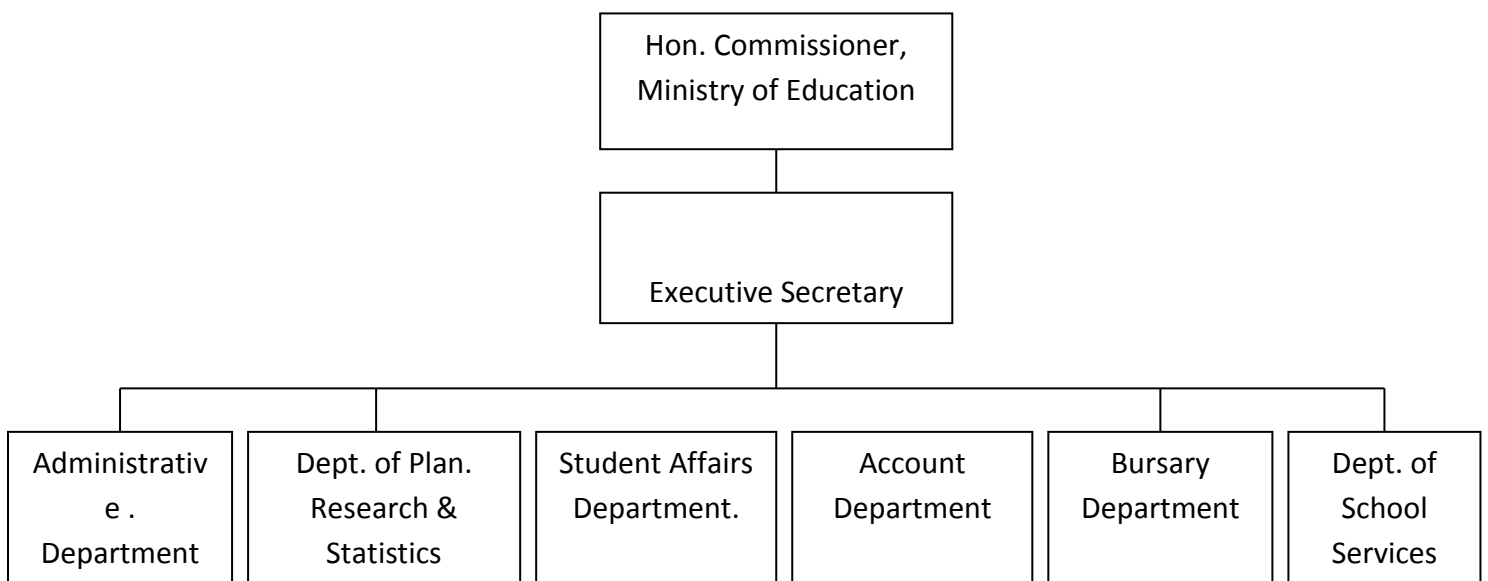 Hon. Commissioner,
Ministry of Education
Executive Secretary
Administrativ
e .
Department
Dept. of Plan.
Research &
Statistics
Student Affairs
Department.
Account
Department
Bursary
Department
Dept. of
School
Services